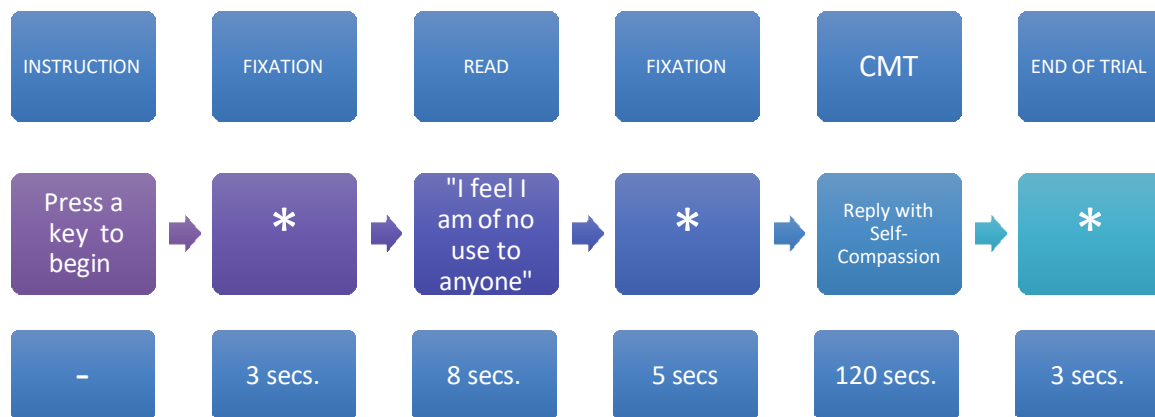 INSTRUCTION
FIXATION
READ
FIXATION
CMT
END OF TRIAL
Press a
key to
begin
*
"I feel I
am of no
use to
anyone"
*
Reply with
Self-
Compassion
*
-
3 secs.
8 secs.
5 secs
120 secs.
3 secs.